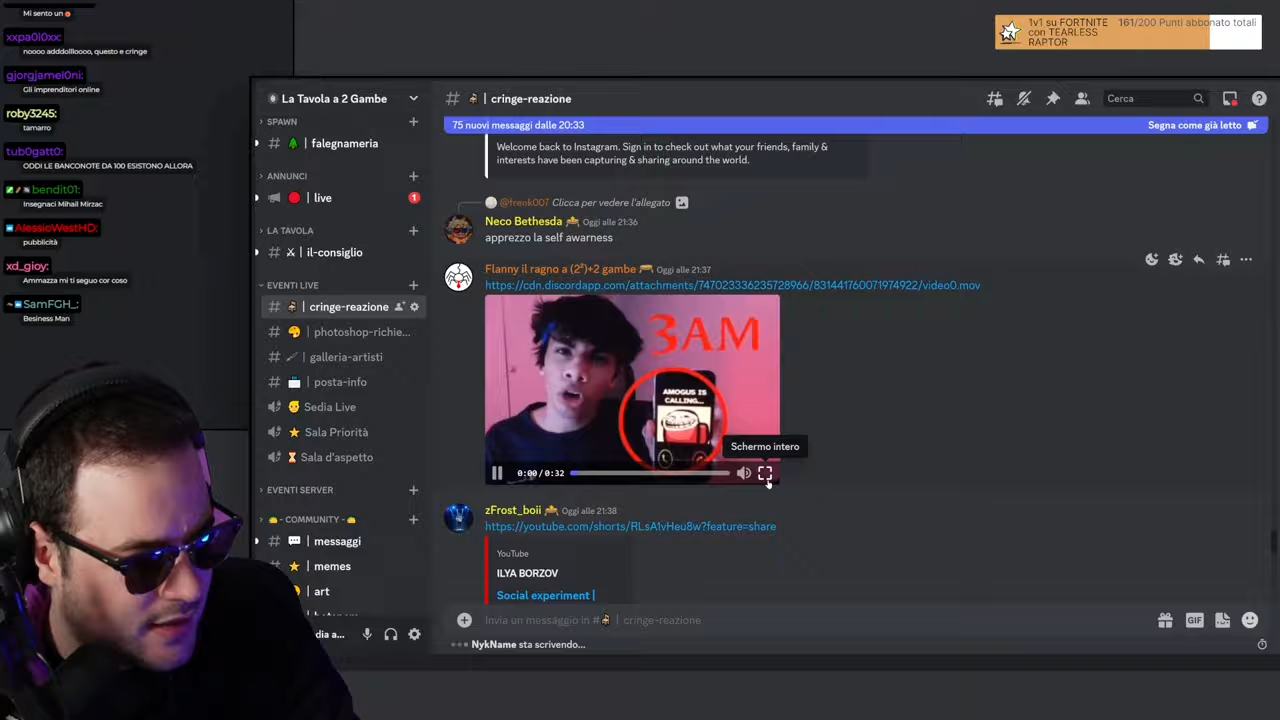 Mi sento un
xxpa0l0xx:
noooo adddollloooo, questo e cringe
gjorgjamel0ni:
Gli imprenditori online
roby3245:
tamarro
tub0gatt0:
ODDI LE BANCONOTE DA 100 ESISTONO ALLORA
bendit01:
Insegnaci Mihail Mirzac
AlessioWestHD:
pubblicità
xd_gioy:
Ammazza mi ti seguo cor coso
SamFGH_:
Besiness Man
1v1 su FORTNITE
con TEARLESS
RAPTOR
161/200 Punti abbonato totali
La Tavola a 2 Gambe
SPAWN
falegnameria
ANNUNCI
live
1
LA TAVOLA
il-consiglio
EVENTI LIVE
cringe-reazione
photoshop-richie...
galleria-artisti
posta-info
Sedia Live
Sala Priorità
Sala d'aspetto
EVENTI SERVER
- COMMUNITY -
messaggi
memes
art
dia a...
# | cringe-reazione
Cerca
75 nuovi messaggi dalle 20:33
Segna come già letto
Welcome back to Instagram. Sign in to check out what your friends, family &
interests have been capturing & sharing around the world.
@frenk007 Clicca per vedere l'allegato
Neco Bethesda Oggi alle 21:36
apprezzo la self awarness
Flanny il ragno a (2²)+2 gambe Oggi alle 21:37
https://cdn.discordapp.com/attachments/747023336235728966/831441760071974922/video0.mov
3AM
AMOGUS IS
CALLING...
Schermo intero
0:00/0:32
zFrost_boii Oggi alle 21:38
https://youtube.com/shorts/RLsA1vHeu8w?feature=share
YouTube
ILYA BORZOV
Social experiment |
Invia un messaggio in # | cringe-reazione
GIF
NykName sta scrivendo...